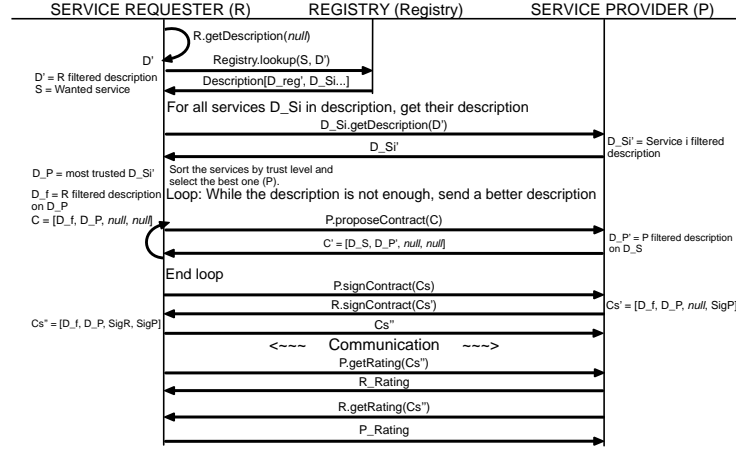 SERVICE REQUESTER (R) REGISTRY (Registry) SERVICE PROVIDER (P)
R.getDescription(null)
D'
Registry.lookup(S, D')
D' = R filtered description
S = Wanted service
Description[D_reg', D_Si...]
For all services D_Si in description, get their description
D_Si.getDescription(D')
D_Si'
D_Si' = Service i filtered
description
D_P = most trusted D_Si'
Sort the services by trust level and
select the best one (P).
D_f = R filtered description
on D_P
Loop: While the description is not enough, send a better description
C = [D_f, D_P, null, null]
P.proposeContract(C)
C' = [D_S, D_P', null, null]
D_P' = P filtered description
on D_S
End loop
P.signContract(Cs)
R.signContract(Cs')
Cs' = [D_f, D_P, null, SigP]
Cs'' = [D_f, D_P, SigR, SigP]
Cs''
<~~~ Communication ~~~>
P.getRating(Cs'')
R_Rating
R.getRating(Cs'')
P_Rating